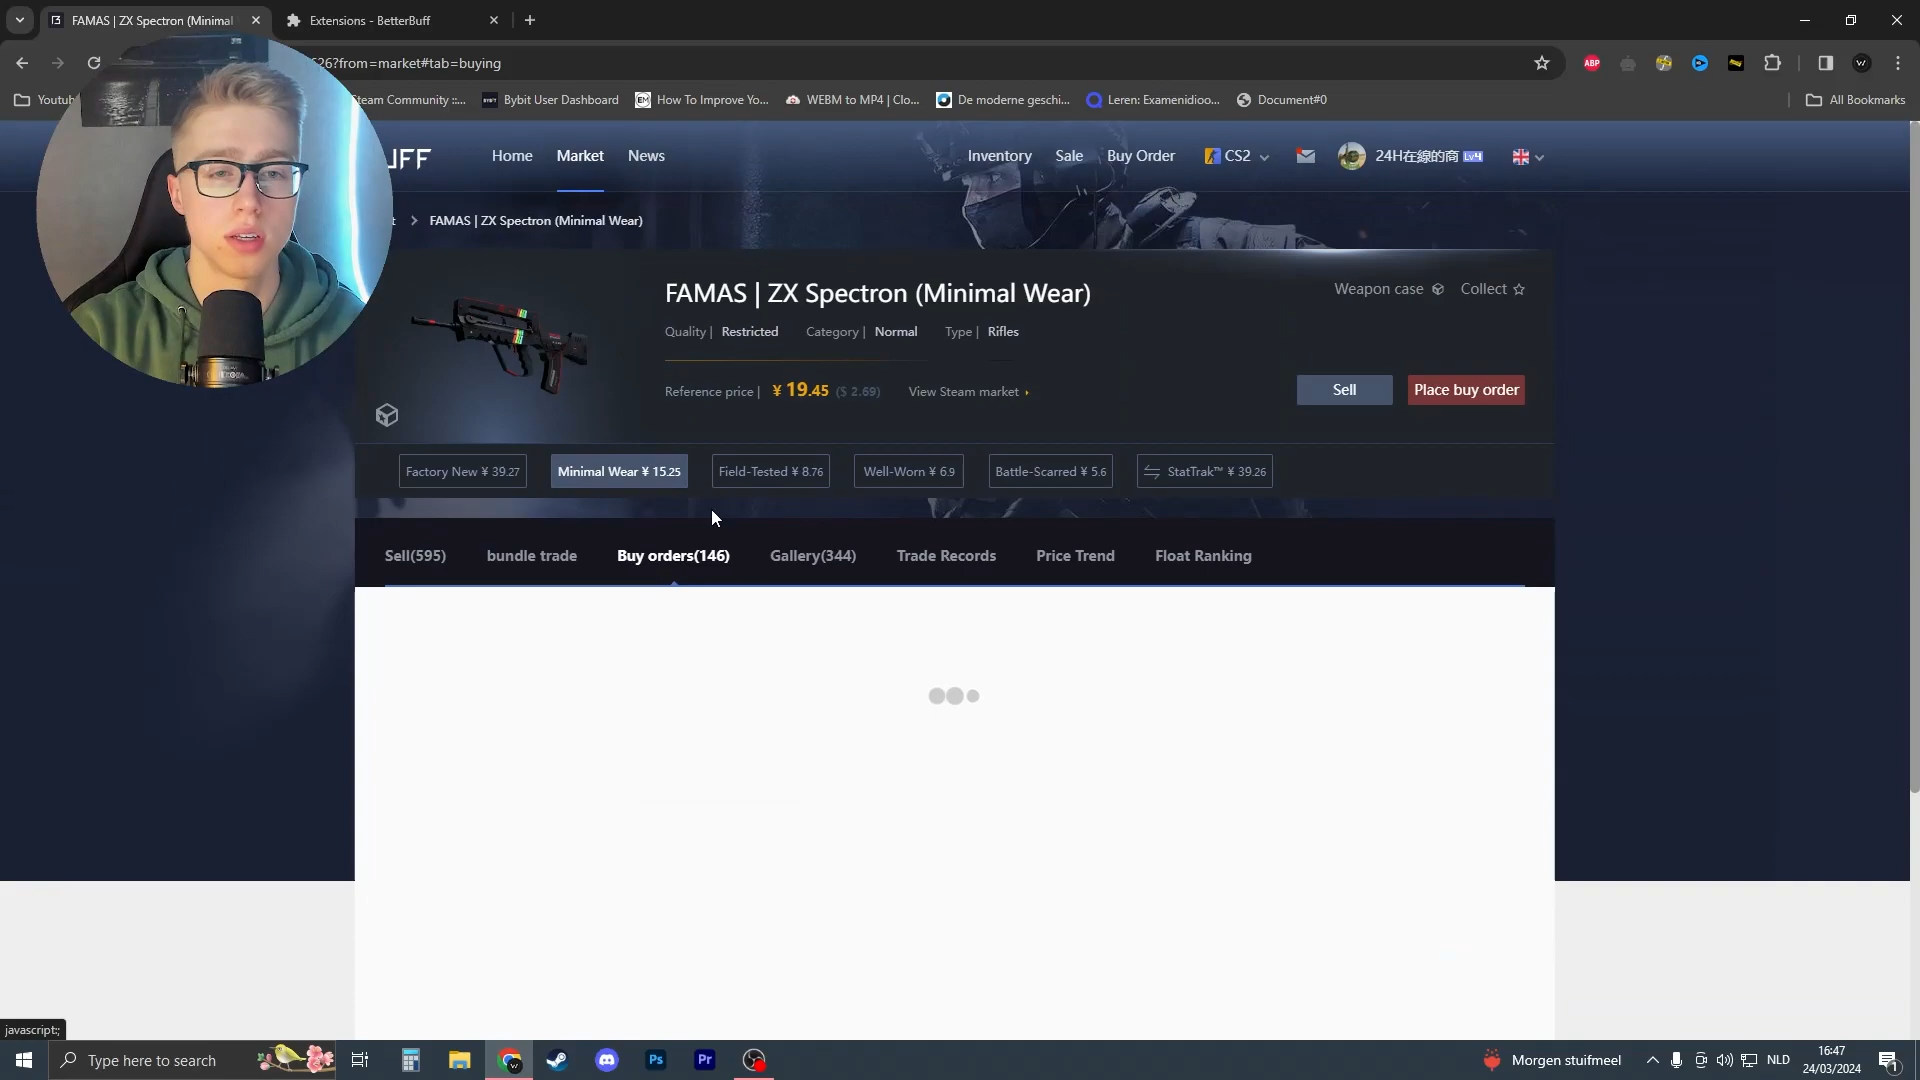 FAMAS | ZX Spectron (Minimal
Extensions - BetterBuff
626?from=market#tab=buying
ABP
Steam Community ::...
Bybit User Dashboard
How To Improve Yo...
WEBM to MP4 | Clo...
De moderne geschi...
Leren: Examenidioo...
Document#0
All Bookmarks
Home
Market
News
Inventory
Sale
Buy Order
CS2
24H在線的商 Lv4
FAMAS | ZX Spectron (Minimal Wear)
FAMAS | ZX Spectron (Minimal Wear)
Weapon case
Collect
Quality | Restricted
Category | Normal
Type | Rifles
Reference price | ¥ 19.45 ($ 2.69)
View Steam market
Sell
Place buy order
Factory New ¥ 39.27
Minimal Wear ¥ 15.25
Field-Tested ¥ 8.76
Well-Worn ¥ 6.9
Battle-Scarred ¥ 5.6
StatTrak™ ¥ 39.26
Sell(595)
bundle trade
Buy orders(146)
Gallery(344)
Trade Records
Price Trend
Float Ranking
javascript:;
Type here to search
Ps
Pr
Morgen stuifmeel
NLD
16:47
24/03/2024
1